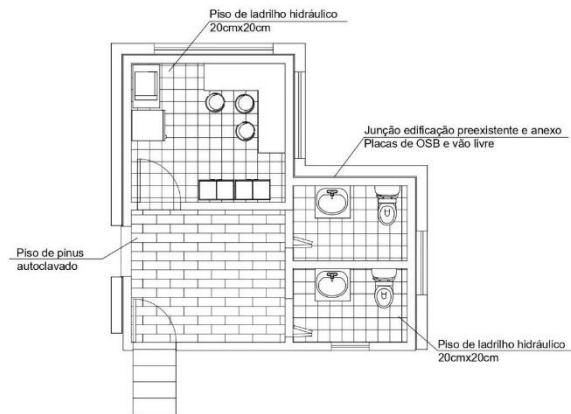 Piso de ladrilho hidráulico
20cmx20cm
Junção edificação preexistente e anexo
Placas de OSB e vão livre
Piso de pinus
autoclavado
Piso de ladrilho hidráulico
20cmx20cm